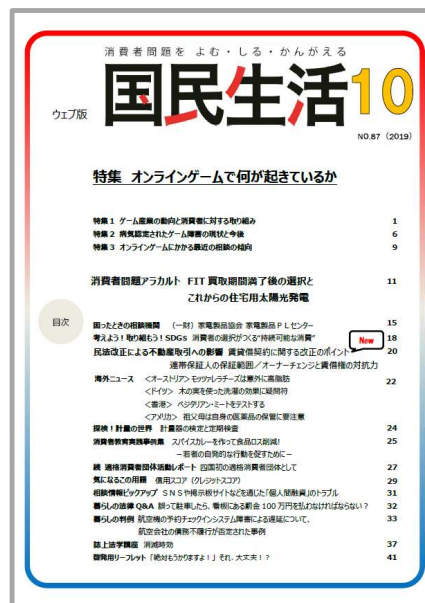 消費者問題を よむ・しる・かんがえる
ウェブ版
国民生活10
NO.87（2019）
特集 オンラインゲームで何が起きているか
特集1 ゲーム産業の動向と消費者に対する取り組み 1
特集2 病気認定されたゲーム障害の現状と今後 6
特集3 オンラインゲームにかかる最近の相談の傾向 9
消費者問題アラカルト FIT買取期間満了後の選択と 11
これからの住宅用太陽光発電
目次
困ったときの相談機関 （一財）家電製品協会 家電製品PLセンター 15
考えよう！取り組もう！SDGs 消費者の選択がつくる"持続可能な消費" 18
New
民法改正による不動産取引への影響 賃貸借契約に関する改正のポイント 20
連帯保証人の保証範囲／オーナーチェンジと賃借権の対抗力
海外ニュース ＜オーストリア＞モッツァレラチーズは意外に高脂肪 22
＜ドイツ＞ 木の実を使った洗濯の効果に疑問符
＜香港＞ ベジタリアン・ミートをテストする
＜アメリカ＞ 祖父母は自身の医薬品の保管に要注意
探検！計量の世界 計量器の検定と定期検査 24
消費者教育実践事例集 スパイスカレーを作って食品ロス削減！ 25
－若者の自発的な行動を促すために－
続 適格消費者団体活動レポート 四国初の適格消費者団体として 27
気になるこの用語 信用スコア（クレジットスコア） 29
相談情報ピックアップ SNSや掲示板サイトなどを通じた「個人間融資」のトラブル 31
暮らしの法律Q&A 誤って駐車したら、看板にある罰金100万円を払わなければならない？ 32
暮らしの判例 航空機の予約チェックインシステム障害による遅延について、 33
航空会社の債務不履行が否定された事例
誌上法学講座 消滅時効 37
啓発用リーフレット 「絶対もうかりますよ！」それ、大丈夫！？ 41